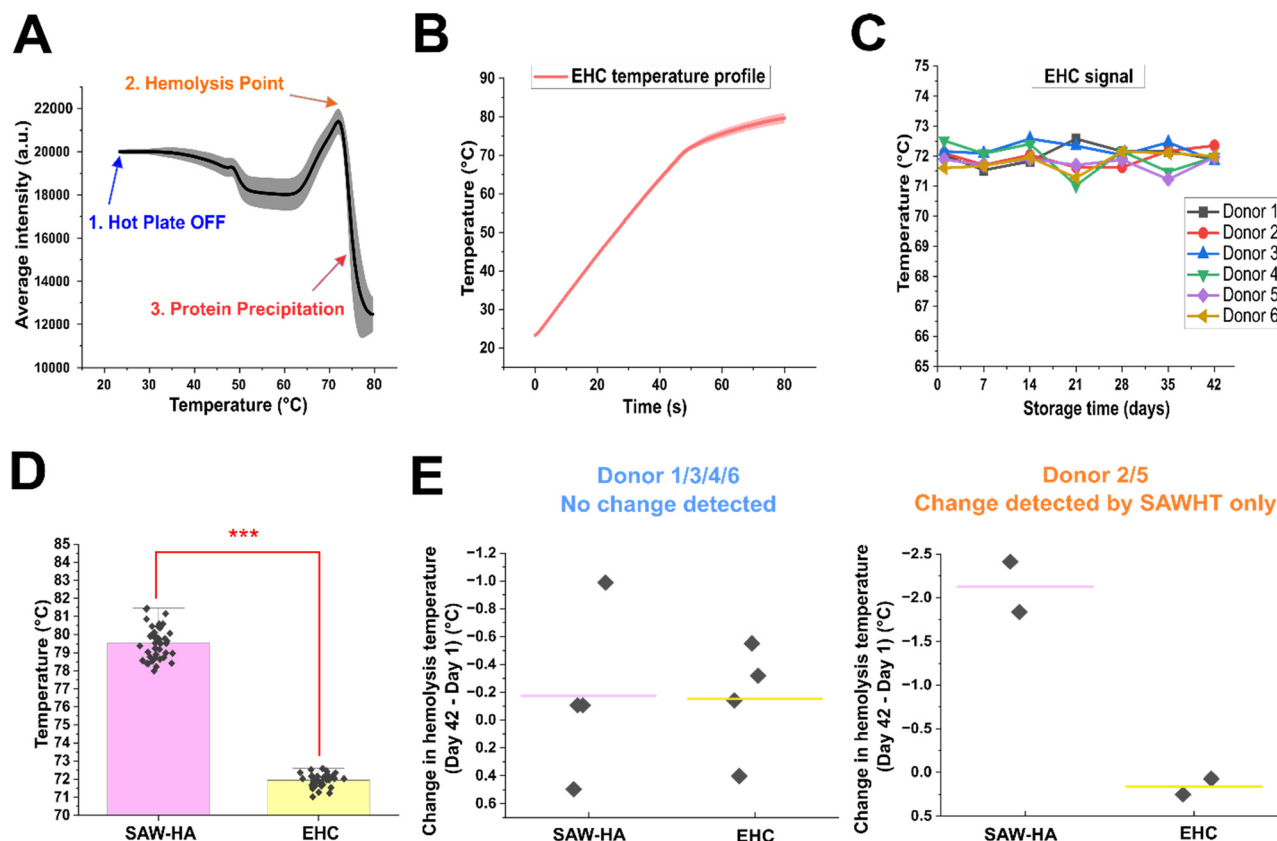 A
2. Hemolysis Point
1. Hot Plate OFF
3. Protein Precipitation
Average intensity (a.u.)
22000
20000
18000
16000
14000
12000
10000
20 30 40 50 60 70 80
Temperature (°C)
B
EHC temperature profile
Temperature (°C)
90
80
70
60
50
40
30
20
0 20 40 60 80
Time (s)
C
EHC signal
Temperature (°C)
75
74
73
72
71
70
69
68
67
66
65
0 7 14 21 28 35 42
Storage time (days)
Donor 1
Donor 2
Donor 3
Donor 4
Donor 5
Donor 6
D
***
Temperature (°C)
85
84
83
82
81
80
79
78
77
76
75
74
73
72
71
70
SAW-HA EHC
E
Donor 1/3/4/6
No change detected
Change in hemolysis temperature
(Day 42 - Day 1) (°C)
−1.2
−1.0
−0.8
−0.6
−0.4
−0.2
0.0
0.2
0.4
0.6
SAW-HA EHC
Donor 2/5
Change detected by SAWHT only
Change in hemolysis temperature
(Day 42 - Day 1) (°C)
−2.5
−2.0
−1.5
−1.0
−0.5
0.0
0.5
SAW-HA EHC